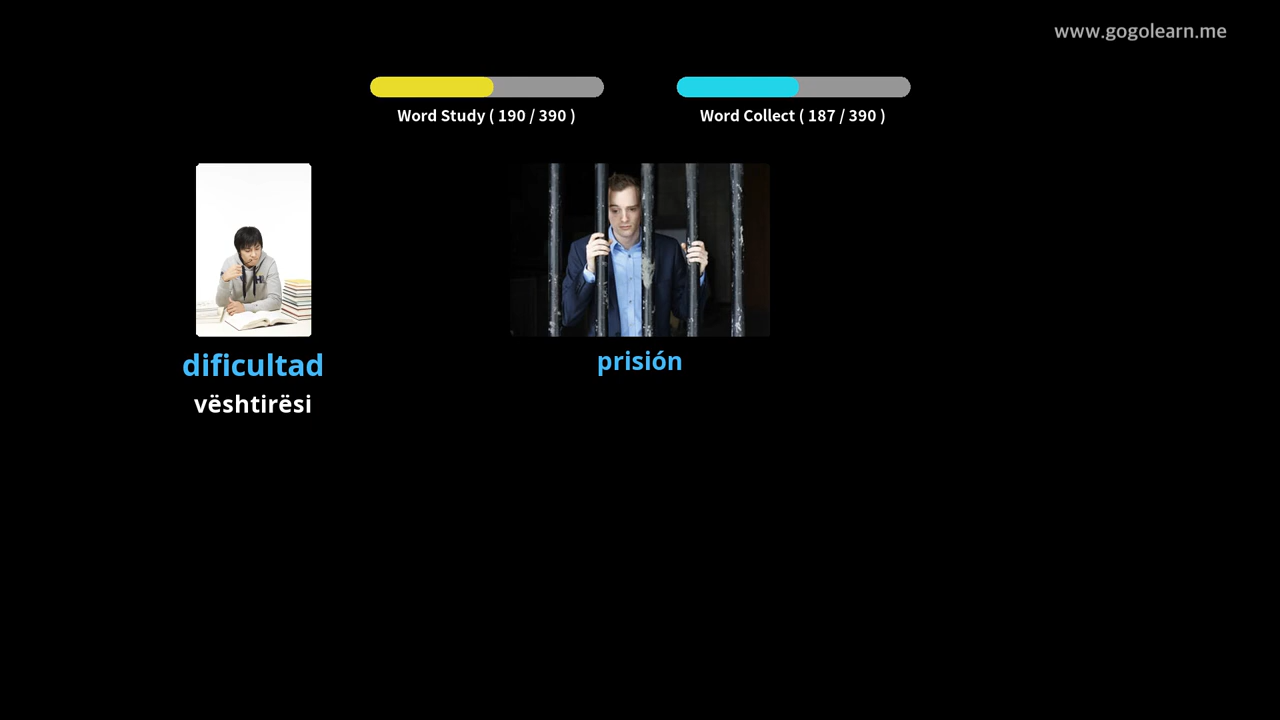 www.gogolearn.me
Word Study ( 190 / 390 )
Word Collect ( 187 / 390 )
dificultad
vështirësi
prisión